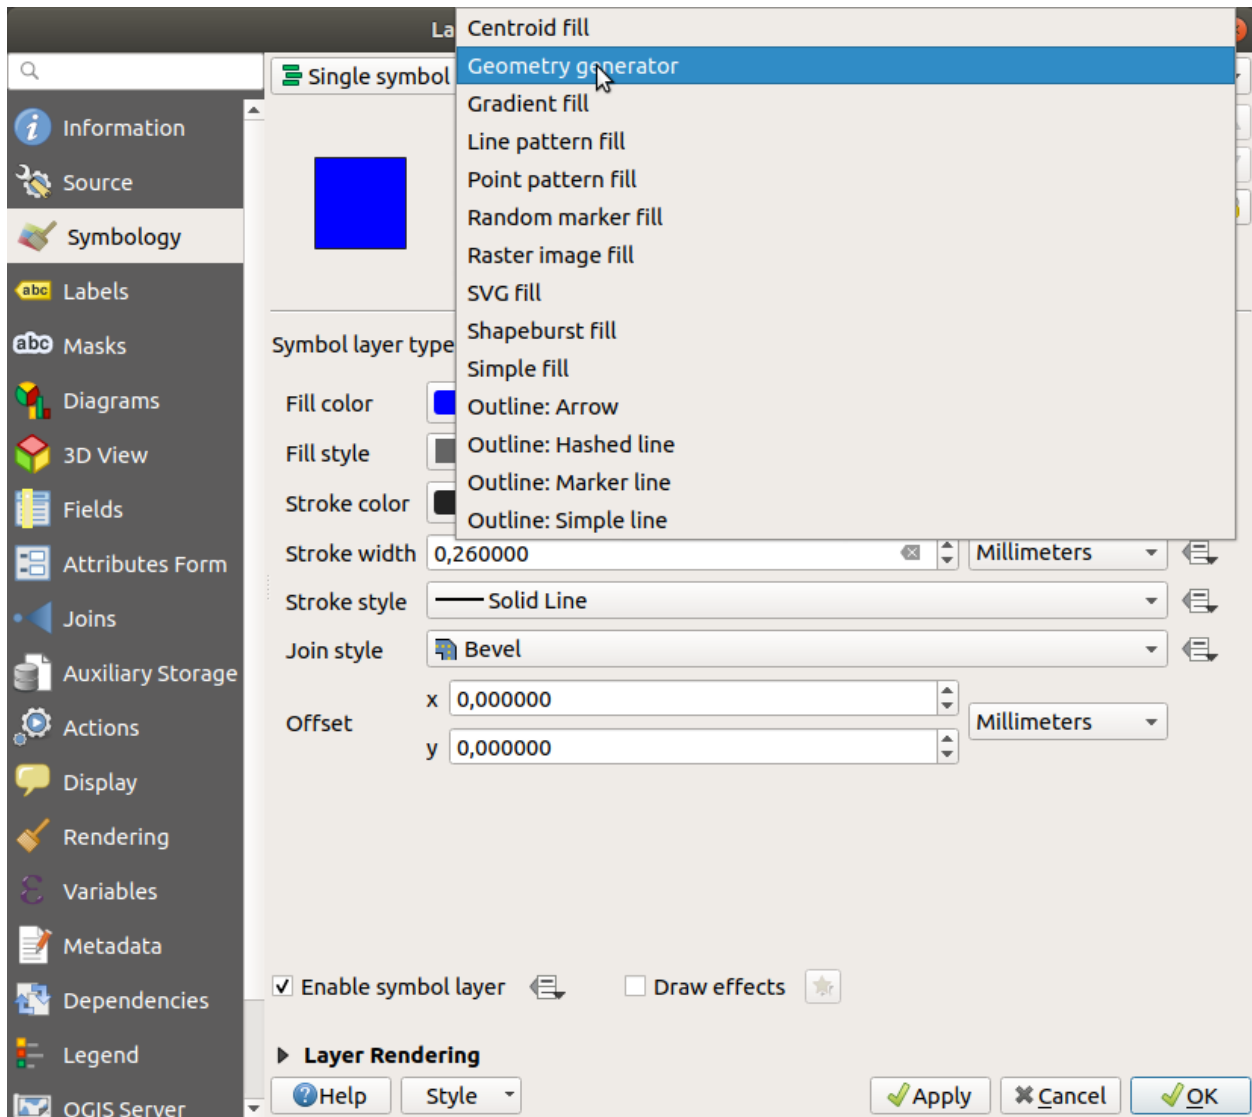 La
Centroid fill
Geometry generator
Gradient fill
Line pattern fill
Point pattern fill
Random marker fill
Raster image fill
SVG fill
Shapeburst fill
Simple fill
Outline: Arrow
Outline: Hashed line
Outline: Marker line
Outline: Simple line
Information
Source
Symbology
abc Labels
abc Masks
Diagrams
3D View
Fields
Attributes Form
Joins
Auxiliary Storage
Actions
Display
Rendering
Variables
Metadata
Dependencies
Legend
QGIS Server
Single symbol
Symbol layer type
Fill color
Fill style
Stroke color
Stroke width 0,260000 Millimeters
Stroke style Solid Line
Join style Bevel
Offset
x 0,000000
y 0,000000
Millimeters
Enable symbol layer Draw effects
Layer Rendering
Help Style Apply Cancel OK